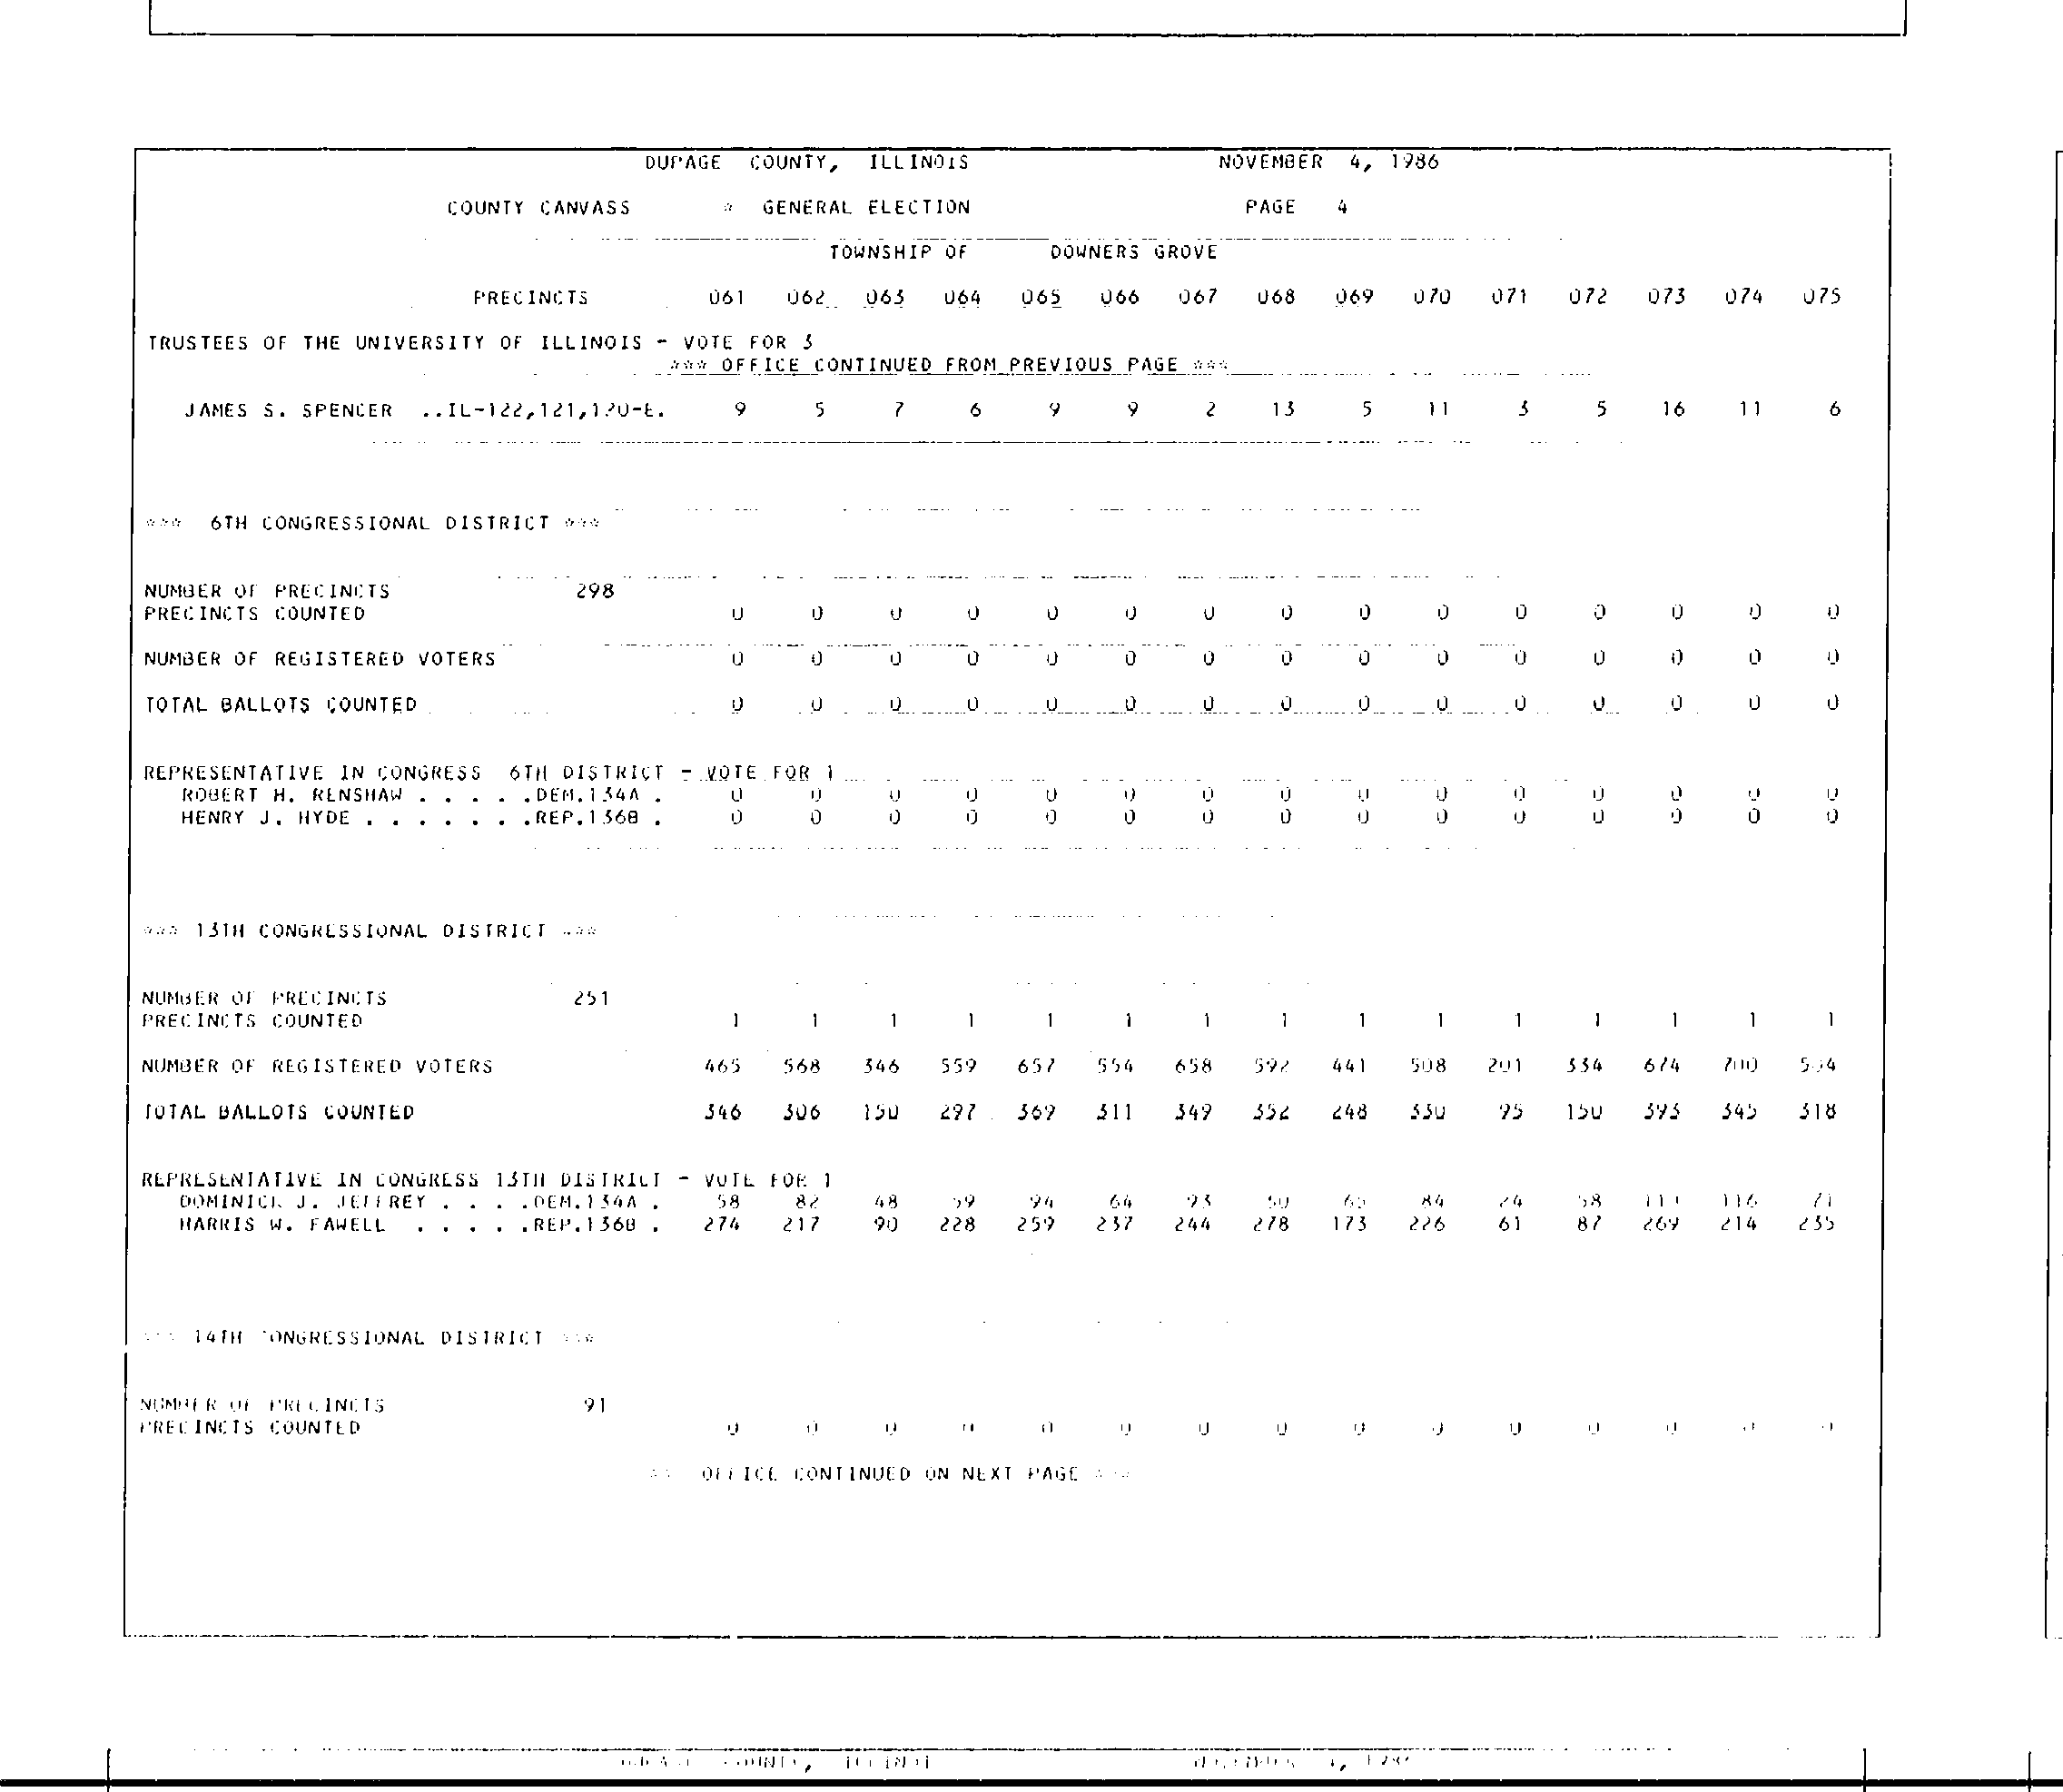 DUPAGE COUNTY, ILLINOIS NOVEMBER 4, 1986
COUNTY CANVASS * GENERAL ELECTION PAGE 4
TOWNSHIP OF DOWNERS GROVE
PRECINCTS 061 062 063 064 065 066 067 068 069 070 071 072 073 074 075
TRUSTEES OF THE UNIVERSITY OF ILLINOIS - VOTE FOR 3
*** OFFICE CONTINUED FROM PREVIOUS PAGE ***
JAMES S. SPENCER ..IL-122,121,120-E. 9 5 7 6 9 9 2 13 5 11 3 5 16 11 6
*** 6TH CONGRESSIONAL DISTRICT ***
NUMBER OF PRECINCTS 298
PRECINCTS COUNTED 0 0 0 0 0 0 0 0 0 0 0 0 0 0 0
NUMBER OF REGISTERED VOTERS 0 0 0 0 0 0 0 0 0 0 0 0 0 0 0
TOTAL BALLOTS COUNTED 0 0 0 0 0 0 0 0 0 0 0 0 0 0 0
REPRESENTATIVE IN CONGRESS 6TH DISTRICT - VOTE FOR 1
ROBERT H. RENSHAW . . . . .DEM.134A . 0 0 0 0 0 0 0 0 0 0 0 0 0 0 0
HENRY J. HYDE . . . . . . .REP.136B . 0 0 0 0 0 0 0 0 0 0 0 0 0 0 0
*** 13TH CONGRESSIONAL DISTRICT ***
NUMBER OF PRECINCTS 251
PRECINCTS COUNTED 1 1 1 1 1 1 1 1 1 1 1 1 1 1 1
NUMBER OF REGISTERED VOTERS 465 568 346 559 657 554 658 592 441 508 201 334 674 700
TOTAL BALLOTS COUNTED 346 306 150 297 369 311 349 352 248 330 95 150 393 345 318
REPRESENTATIVE IN CONGRESS 13TH DISTRICT - VOTE FOR 1
DOMINICK J. JEFFREY . . . .DEM.134A . 58 82 48 59 94 64 93 50 65 84 24 58 116 71
HARRIS W. FAWELL . . . . .REP.136B . 274 217 90 228 259 237 244 278 173 226 61 87 269 214 235
*** 14TH CONGRESSIONAL DISTRICT ***
NUMBER OF PRECINCTS 91
PRECINCTS COUNTED 0 0 0 0 0 0 0 0 0 0 0 0 0 0 0
OFFICE CONTINUED ON NEXT PAGE